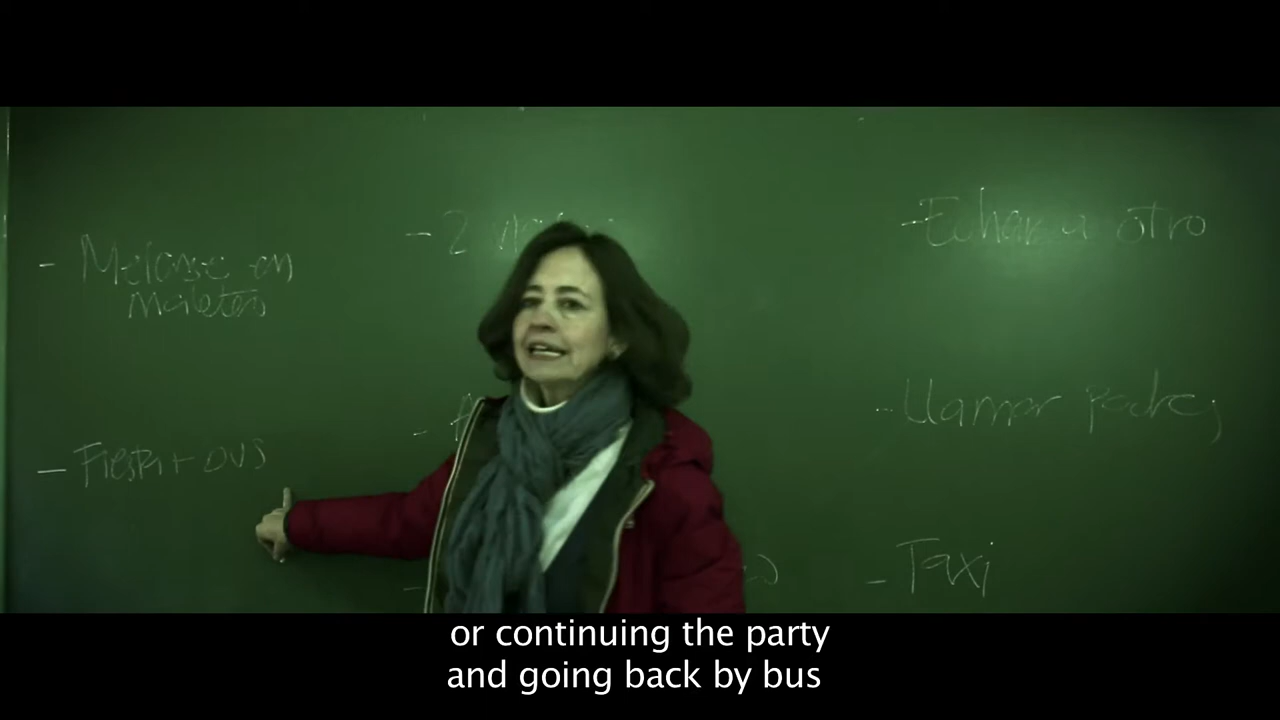 - Meterse en
maletero
- Fiesta + BUS
- 2
- Echar a otro
- Llamar padres
- Taxi
or continuing the party
and going back by bus